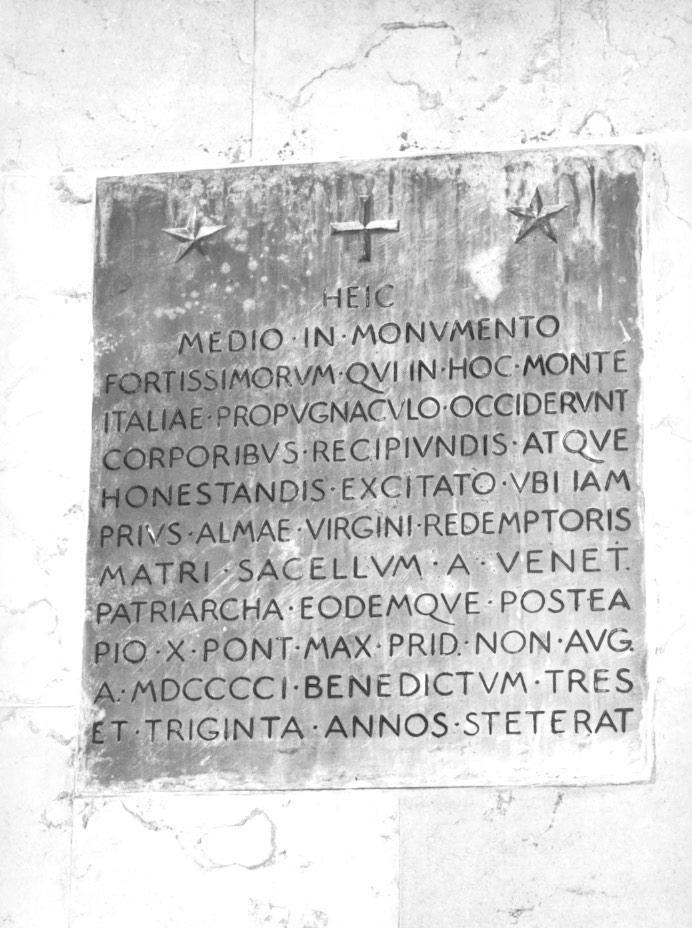 HEIC
MEDIO · IN · MONVMENTO
FORTISSIMORVM · QVI IN · HOC · MONTE
ITALIAE · PROPVGNACVLO · OCCIDERVNT
CORPORIBVS · RECIPIVNDIS · ATQVE
HONESTANDIS · EXCITATO · VBI IAM
PRIVS · ALMAE · VIRGINI · REDEMPTORIS
MATRI · SACELLVM · A · VENET.
PATRIARCHA · EODEMQVE · POSTEA
PIO · X · PONT · MAX · PRID · NON · AVG.
A · MDCCCCI · BENEDICTVM · TRES
ET · TRIGINTA · ANNOS · STETERAT